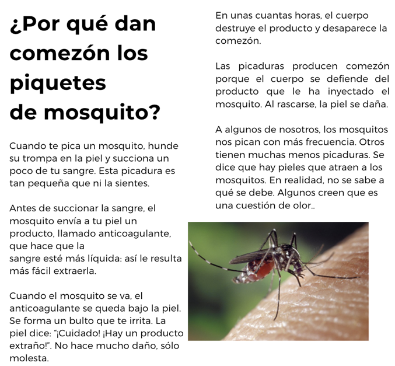 ¿Por qué dan
comezón los
piquetes
de mosquito?
Cuando te pica un mosquito, hunde
su trompa en la piel y succiona un
poco de tu sangre. Esta picadura es
tan pequeña que ni la sientes.
Antes de succionar la sangre, el
mosquito envía a tu piel un
producto, llamado anticoagulante,
que hace que la
sangre esté más líquida: así le resulta
más fácil extraerla.
Cuando el mosquito se va, el
anticoagulante se queda bajo la piel.
Se forma un bulto que te irrita. La
piel dice: "¡Cuidado! ¡Hay un producto
extraño!". No hace mucho daño, sólo
molesta.
En unas cuantas horas, el cuerpo
destruye el producto y desaparece la
comezón.
Las picaduras producen comezón
porque el cuerpo se defiende del
producto que le ha inyectado el
mosquito. Al rascarse, la piel se daña.
A algunos de nosotros, los mosquitos
nos pican con más frecuencia. Otros
tienen muchas menos picaduras. Se
dice que hay pieles que atraen a los
mosquitos. En realidad, no se sabe a
qué se debe. Algunos creen que es
una cuestión de olor..